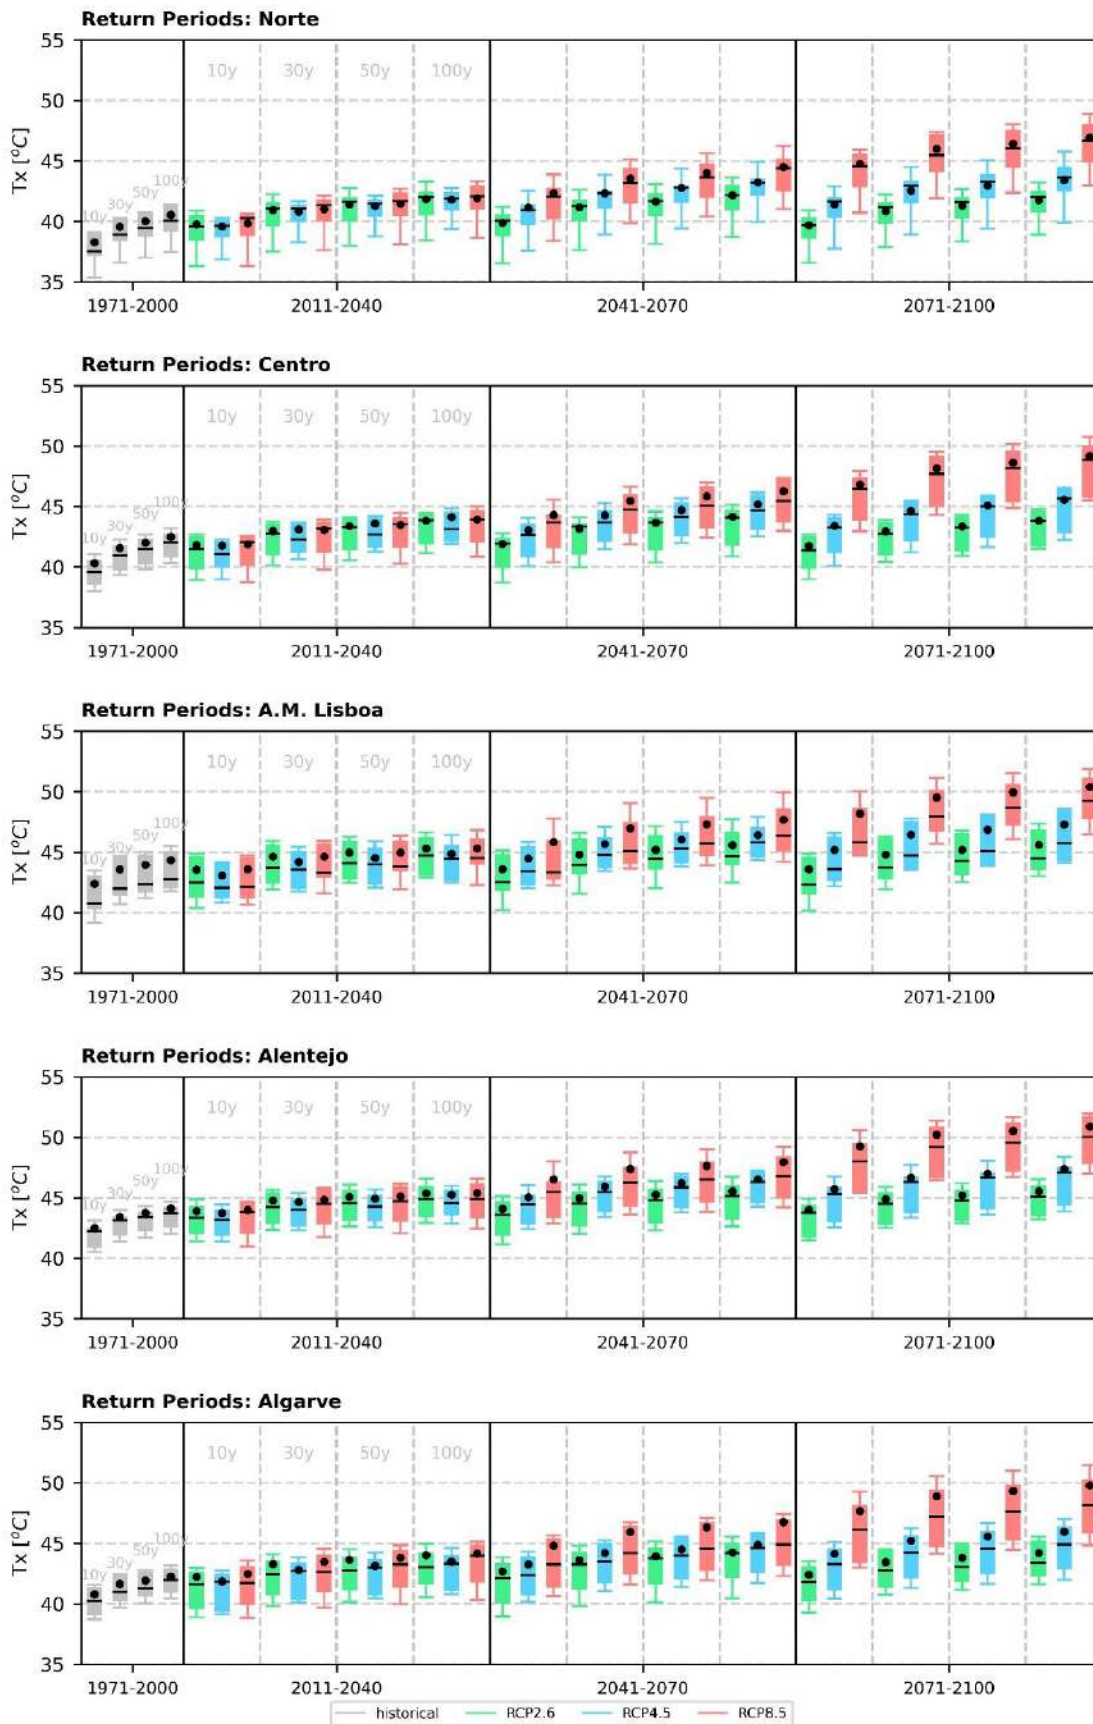 Return Periods: Norte
55
10y 30y 50y 100y
50
Tx [°C]
45
100y
50y
40
30y
10y
35
1971-2000 2011-2040 2041-2070 2071-2100
Return Periods: Centro
55
10y 30y 50y 100y
50
Tx [°C]
45
100y
50y
30y
10y
40
35
1971-2000 2011-2040 2041-2070 2071-2100
Return Periods: A.M. Lisboa
55
10y 30y 50y 100y
50
Tx [°C]
100y
50y
45
30y
10y
40
35
1971-2000 2011-2040 2041-2070 2071-2100
Return Periods: Alentejo
55
10y 30y 50y 100y
50
Tx [°C]
100y
50y
45
30y
10y
40
35
1971-2000 2011-2040 2041-2070 2071-2100
Return Periods: Algarve
55
10y 30y 50y 100y
50
Tx [°C]
45
100y
50y
30y
10y
40
35
1971-2000 2011-2040 2041-2070 2071-2100
historical RCP2.6 RCP4.5 RCP8.5